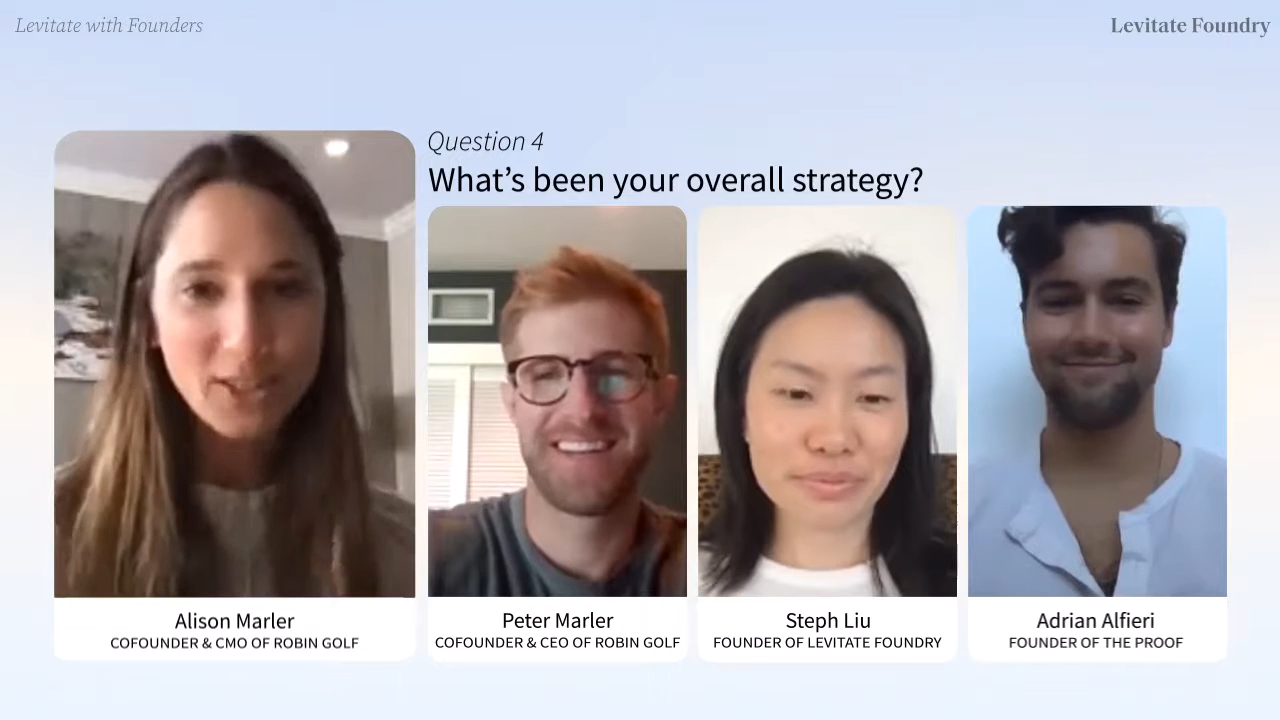 Levitate with Founders
Levitate Foundry
Question 4
What’s been your overall strategy?
Alison Marler
COFOUNDER & CMO OF ROBIN GOLF
Peter Marler
COFOUNDER & CEO OF ROBIN GOLF
Steph Liu
FOUNDER OF LEVITATE FOUNDRY
Adrian Alfieri
FOUNDER OF THE PROOF